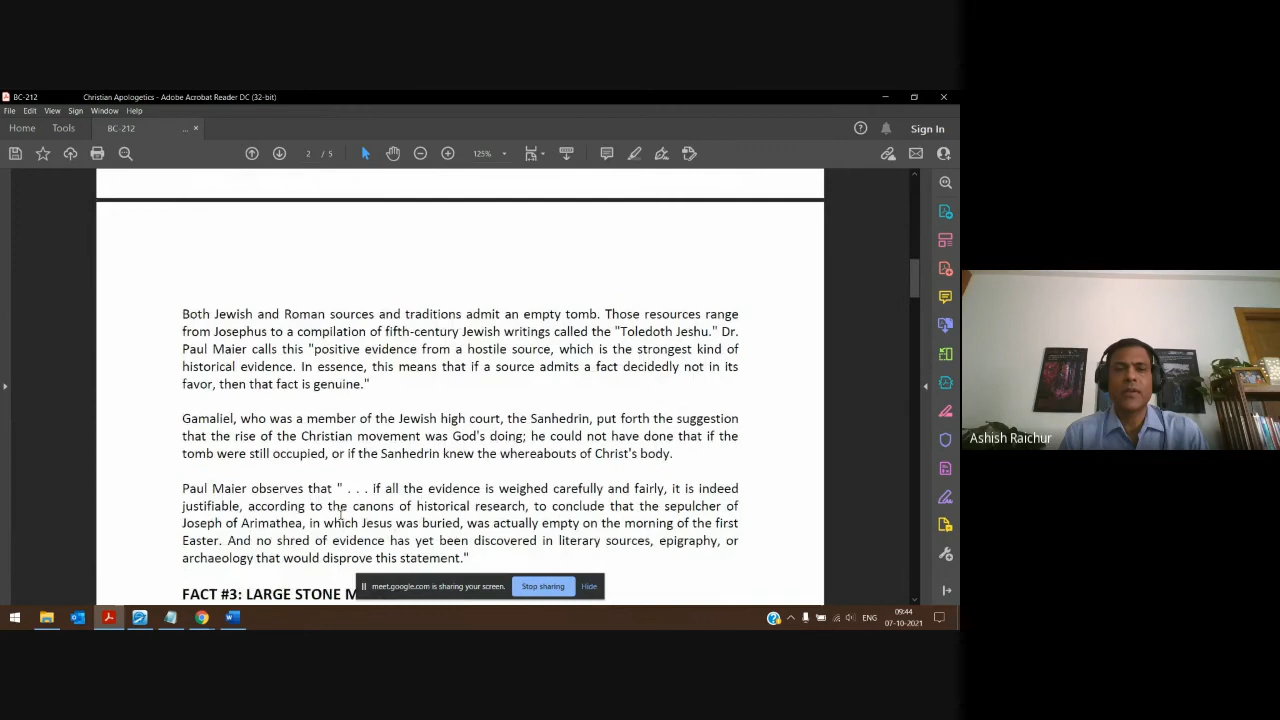 BC-212 Christian Apologetics - Adobe Acrobat Reader DC (32-bit)
File Edit View Sign Window Help
Home Tools BC-212 ... × Sign In
2 / 5 125%
Both Jewish and Roman sources and traditions admit an empty tomb. Those resources range
from Josephus to a compilation of fifth-century Jewish writings called the "Toledoth Jeshu." Dr.
Paul Maier calls this "positive evidence from a hostile source, which is the strongest kind of
historical evidence. In essence, this means that if a source admits a fact decidedly not in its
favor, then that fact is genuine."
Gamaliel, who was a member of the Jewish high court, the Sanhedrin, put forth the suggestion
that the rise of the Christian movement was God's doing; he could not have done that if the
tomb were still occupied, or if the Sanhedrin knew the whereabouts of Christ's body.
Paul Maier observes that " . . . if all the evidence is weighed carefully and fairly, it is indeed
justifiable, according to the canons of historical research, to conclude that the sepulcher of
Joseph of Arimathea, in which Jesus was buried, was actually empty on the morning of the first
Easter. And no shred of evidence has yet been discovered in literary sources, epigraphy, or
archaeology that would disprove this statement."
FACT #3: LARGE STONE M
meet.google.com is sharing your screen. Stop sharing Hide
ENG 09:44
07-10-2021
Ashish Raichur